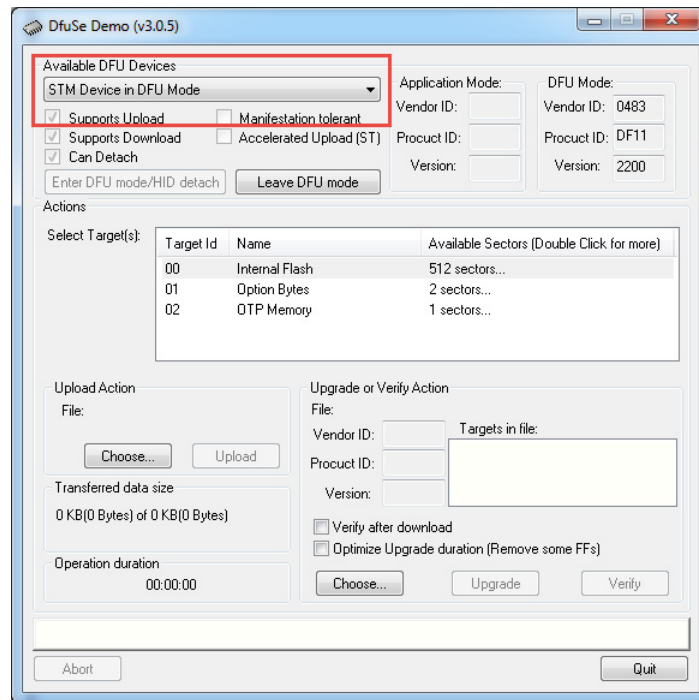 DfuSe Demo (v3.0.5)
Available DFU Devices
STM Device in DFU Mode
Supports Upload
Manifestation tolerant
Supports Download
Accelerated Upload (ST)
Can Detach
Enter DFU mode/HID detach
Leave DFU mode
Application Mode:
Vendor ID:
Procuct ID:
Version:
DFU Mode:
Vendor ID: 0483
Procuct ID: DF11
Version: 2200
Actions
Select Target(s):
Target Id Name Available Sectors (Double Click for more)
00 Internal Flash 512 sectors...
01 Option Bytes 2 sectors...
02 OTP Memory 1 sectors...
Upload Action
File:
Choose... Upload
Transferred data size
0 KB(0 Bytes) of 0 KB(0 Bytes)
Operation duration
00:00:00
Upgrade or Verify Action
File:
Vendor ID:
Procuct ID:
Version:
Targets in file:
Verify after download
Optimize Upgrade duration (Remove some FFs)
Choose... Upgrade Verify
Abort Quit